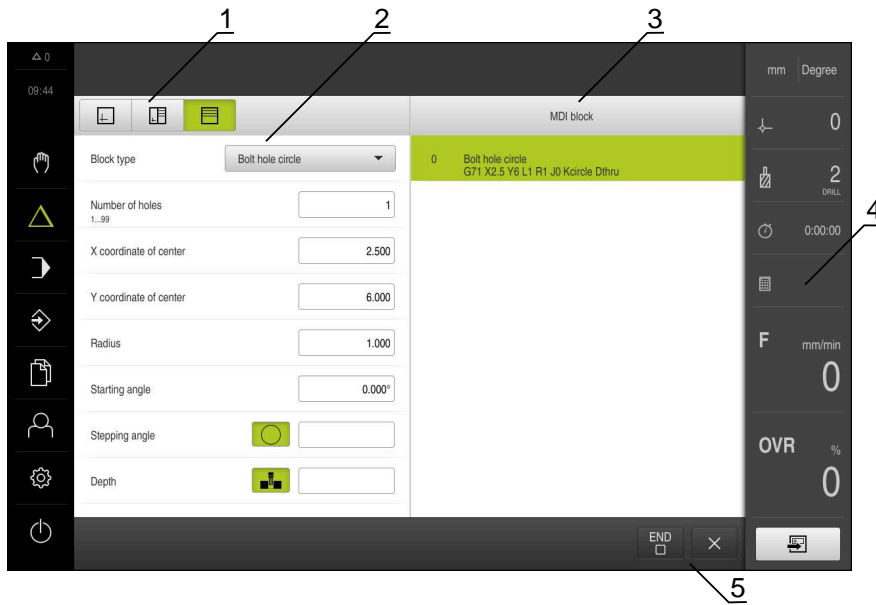 1
2
3
0
09:44
mm
Degree
MDI block
0
Block type
Bolt hole circle
0
Bolt hole circle
G71 X2.5 Y6 L1 R1 J0 Kcircle Dthru
2
DRILL
Number of holes
1...99
1
4
0:00:00
X coordinate of center
2.500
Y coordinate of center
6.000
Radius
1.000
F
mm/min
0
Starting angle
0.000°
Stepping angle
OVR
%
0
Depth
END
5